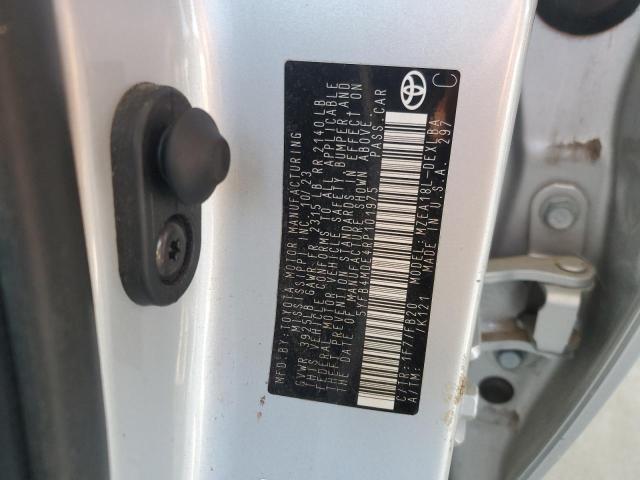 MFD. BY: TOYOTA MOTOR MANUFACTURING
MISSISSIPPI INC. 10/23
GVWR 3925LB GAWR FR 2315 LB RR 2140 LB
THIS VEHICLE CONFORMS TO ALL APPLICABLE
FEDERAL MOTOR VEHICLE SAFETY, BUMPER, AND
THEFT PREVENTION STANDARDS IN EFFECT ON
THE DATE OF MANUFACTURE SHOWN ABOVE.
5YFB4MDE4RP101975 PASS. CAR
C/TR: 1F7/FB20 MODEL: MZEA18L-DEXLBA
A/TM: /K121 MADE IN U.S.A. 297
C